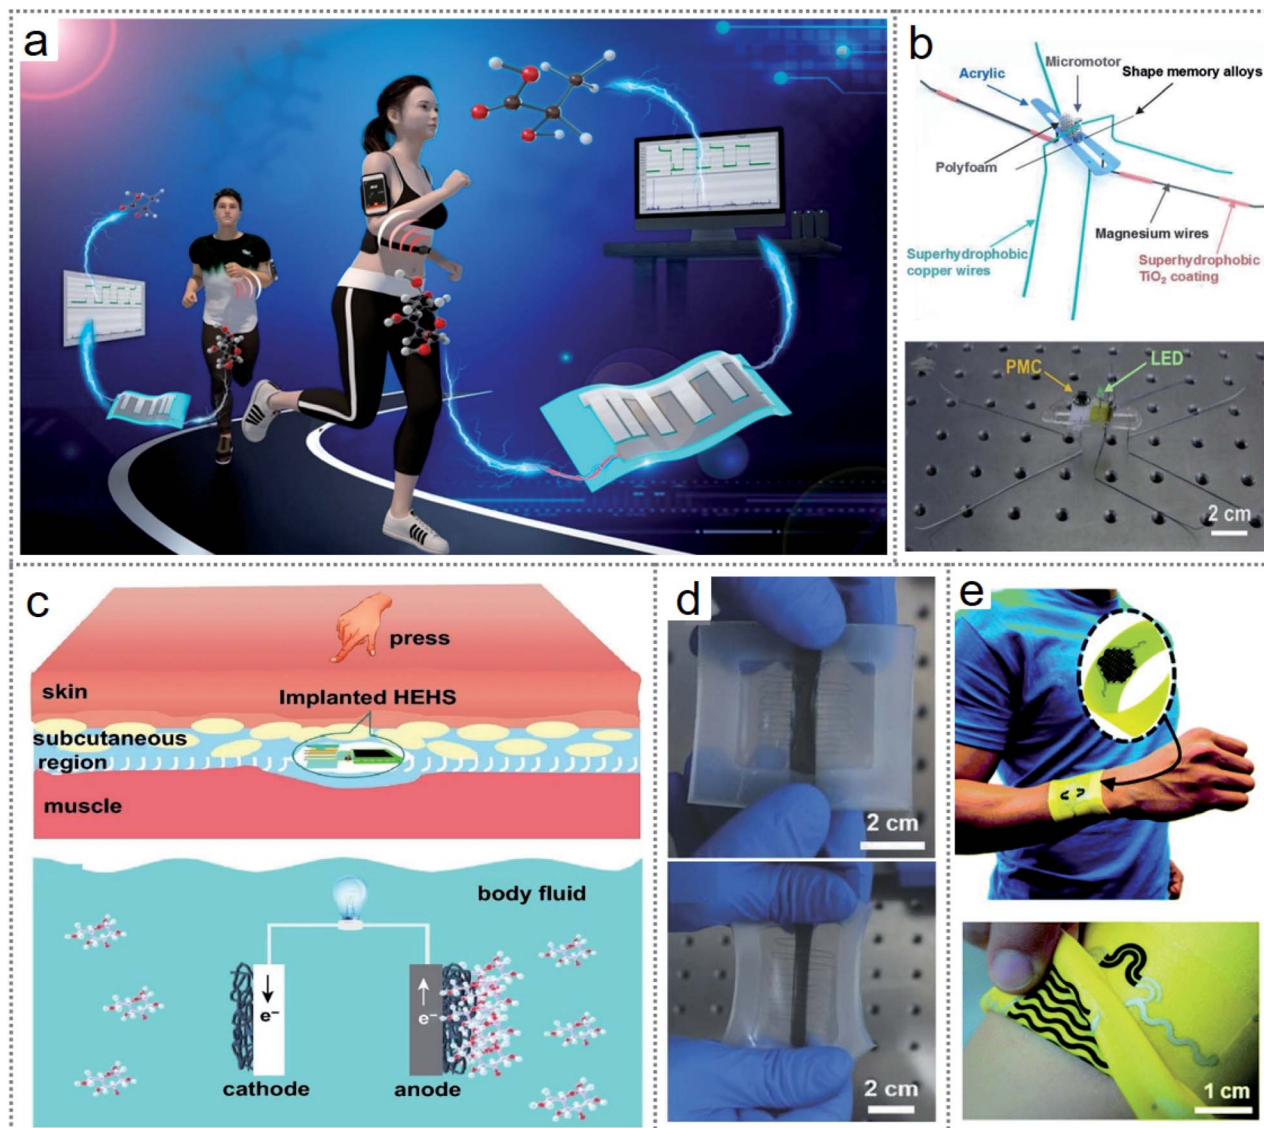 a
b
Micromotor
Acrylic
Shape memory alloys
Polyfoam
Magnesium wires
Superhydrophobic
copper wires
Superhydrophobic
TiO₂ coating
PMC
LED
2 cm
c
press
skin
Implanted HEHS
subcutaneous
region
muscle
body fluid
e⁻
e⁻
cathode
anode
d
2 cm
2 cm
e
1 cm